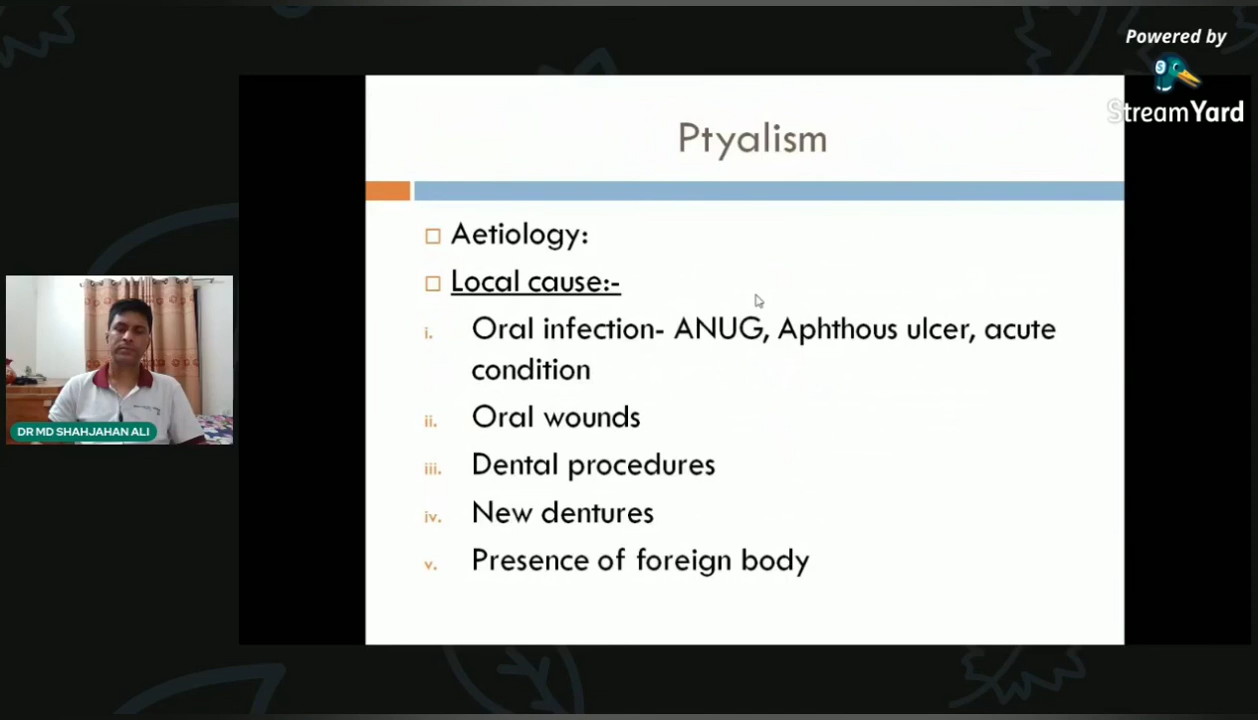 Powered by
StreamYard
Ptyalism
Aetiology:
Local cause:-
i. Oral infection- ANUG, Aphthous ulcer, acute
condition
ii. Oral wounds
iii. Dental procedures
iv. New dentures
v. Presence of foreign body
DR MD SHAHJAHAN ALI